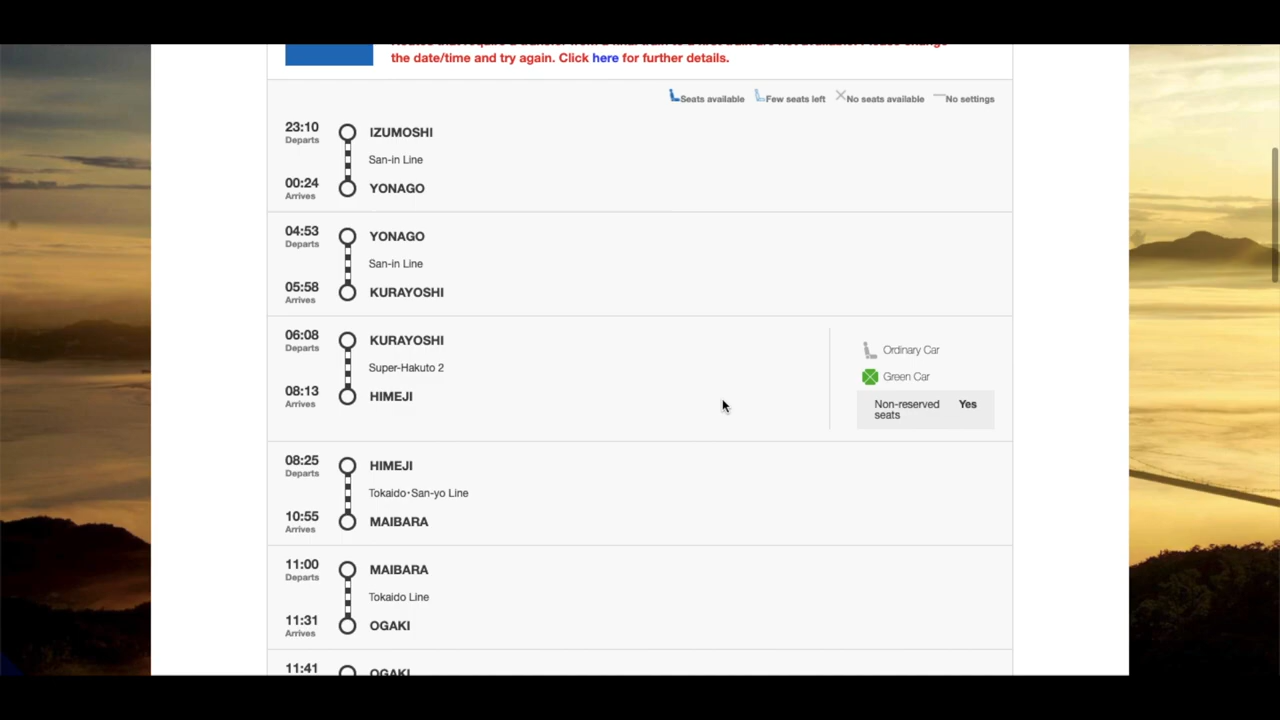 the date/time and try again. Click here for further details.
Seats available Few seats left No seats available No settings
23:10 IZUMOSHI
Departs
San-in Line
00:24 YONAGO
Arrives
04:53 YONAGO
Departs
San-in Line
05:58 KURAYOSHI
Arrives
06:08 KURAYOSHI
Departs
Super-Hakuto 2
08:13 HIMEJI
Arrives
Ordinary Car
Green Car
Non-reserved seats Yes
08:25 HIMEJI
Departs
Tokaido・San-yo Line
10:55 MAIBARA
Arrives
11:00 MAIBARA
Departs
Tokaido Line
11:31 OGAKI
Arrives
11:41 OGAKI